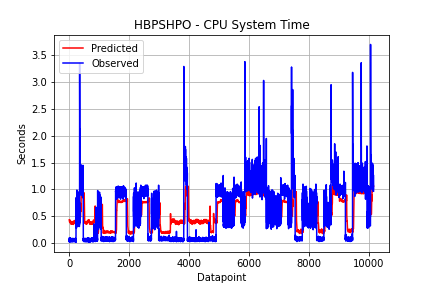 HBPSHPO - CPU System Time
Predicted
Observed
Seconds
3.5
3.0
2.5
2.0
1.5
1.0
0.5
0.0
0 2000 4000 6000 8000 10000
Datapoint